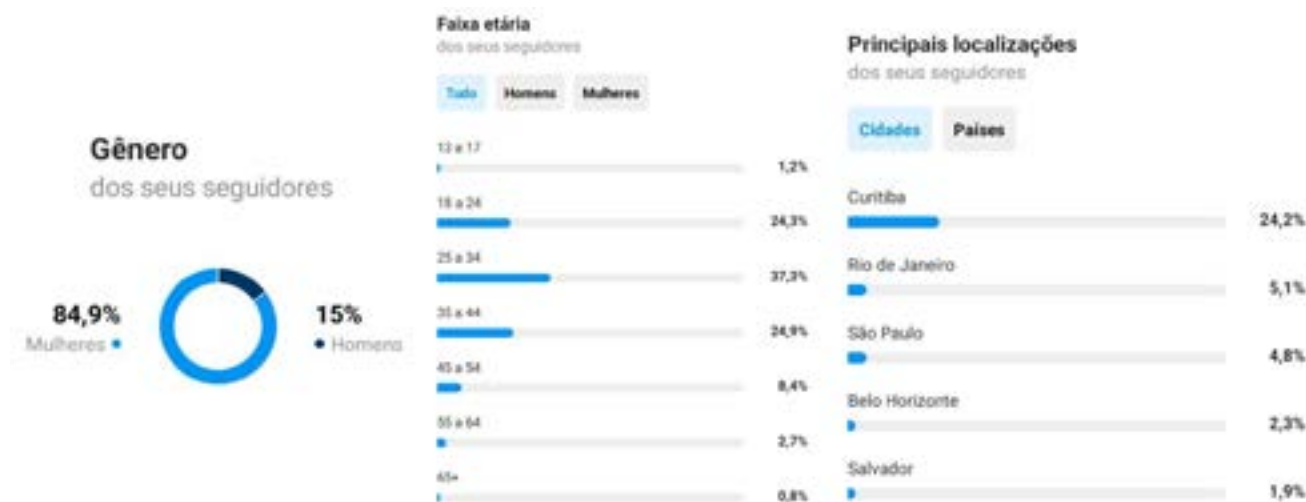 Gênero
dos seus seguidores
84,9%
Mulheres
15%
Homens
Faixa etária
dos seus seguidores
Tudo Homens Mulheres
13 a 17
1,2%
18 a 24
24,3%
25 a 34
37,3%
35 a 44
24,9%
45 a 54
8,4%
55 a 64
2,7%
65+
0,8%
Principais localizações
dos seus seguidores
Cidades Países
Curitiba
24,2%
Rio de Janeiro
5,1%
São Paulo
4,8%
Belo Horizonte
2,3%
Salvador
1,9%